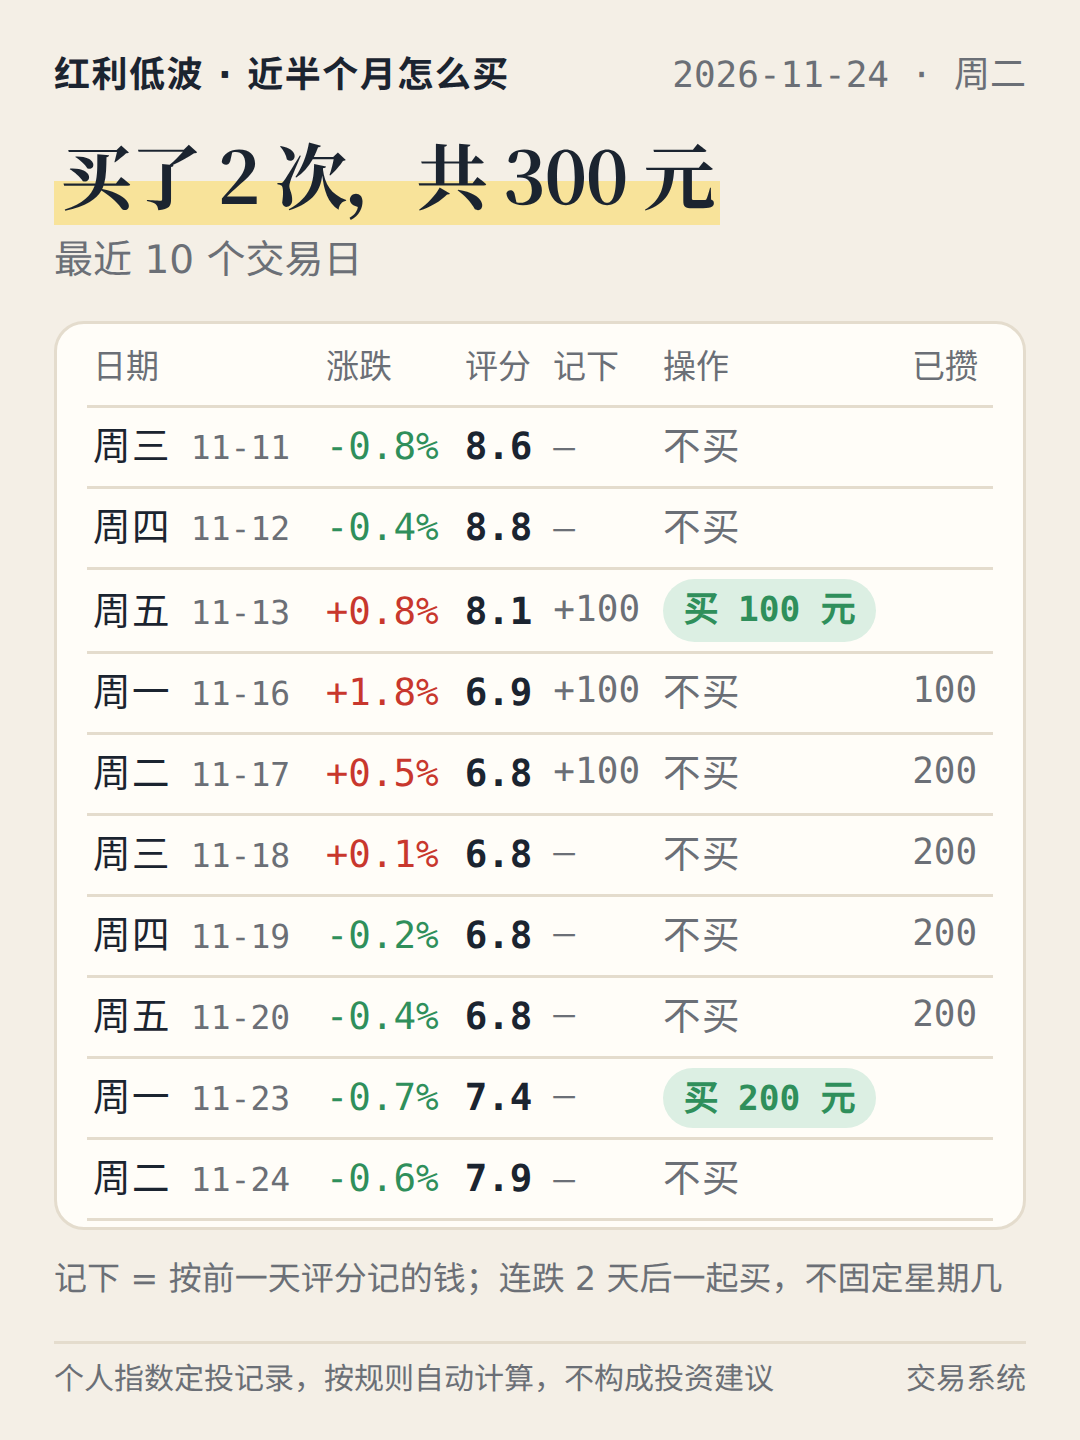 红利低波 · 近半个月怎么买 2026-11-24 · 周二
买了 2 次，共 300 元
最近 10 个交易日
日期 涨跌 评分 记下 操作 已攒
周三 11-11 -0.8% 8.6 — 不买
周四 11-12 -0.4% 8.8 — 不买
周五 11-13 +0.8% 8.1 +100 买 100 元
周一 11-16 +1.8% 6.9 +100 不买 100
周二 11-17 +0.5% 6.8 +100 不买 200
周三 11-18 +0.1% 6.8 — 不买 200
周四 11-19 -0.2% 6.8 — 不买 200
周五 11-20 -0.4% 6.8 — 不买 200
周一 11-23 -0.7% 7.4 — 买 200 元
周二 11-24 -0.6% 7.9 — 不买
记下 = 按前一天评分记的钱；连跌 2 天后一起买，不固定星期几
个人指数定投记录，按规则自动计算，不构成投资建议 交易系统